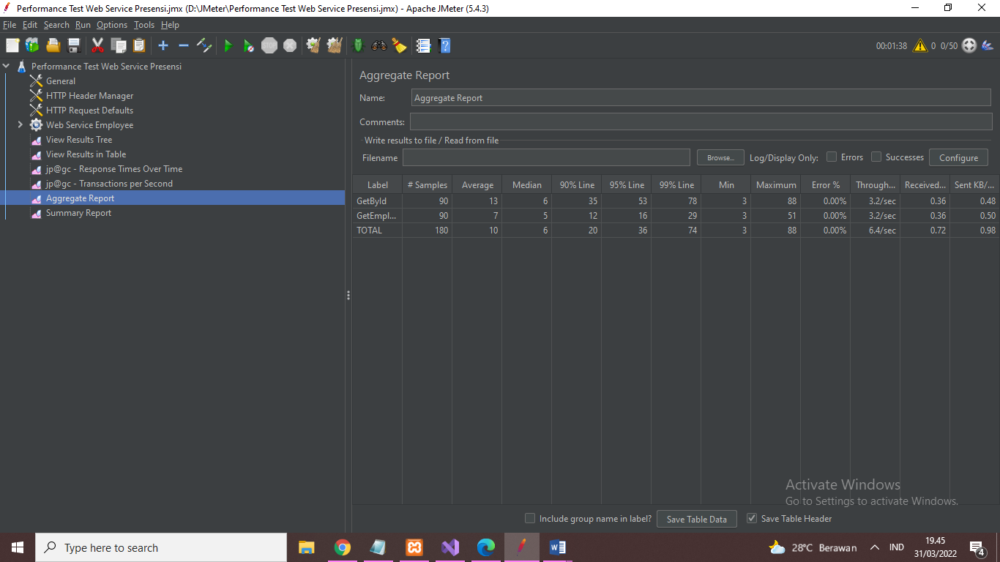 Performance Test Web Service Presensi.jmx (D:\JMeter\Performance Test Web Service Presensi.jmx) - Apache JMeter (5.4.3)
File Edit Search Run Options Tools Help
STOP 00:01:38 0 0/50
Performance Test Web Service Presensi
General
HTTP Header Manager
HTTP Request Defaults
Web Service Employee
View Results Tree
View Results in Table
jp@gc - Response Times Over Time
jp@gc - Transactions per Second
Aggregate Report
Summary Report
Aggregate Report
Name: Aggregate Report
Comments:
Write results to file / Read from file
Filename Browse... Log/Display Only: Errors Successes Configure
Label # Samples Average Median 90% Line 95% Line 99% Line Min Maximum Error % Through... Received... Sent KB/...
GetById 90 13 6 35 53 78 3 88 0.00% 3.2/sec 0.36 0.48
GetEmpl... 90 7 5 12 16 29 3 51 0.00% 3.2/sec 0.36 0.50
TOTAL 180 10 6 20 36 74 3 88 0.00% 6.4/sec 0.72 0.98
Activate Windows
Go to Settings to activate Windows.
Include group name in label? Save Table Data Save Table Header
Type here to search
28°C Berawan IND
19.45
31/03/2022
4